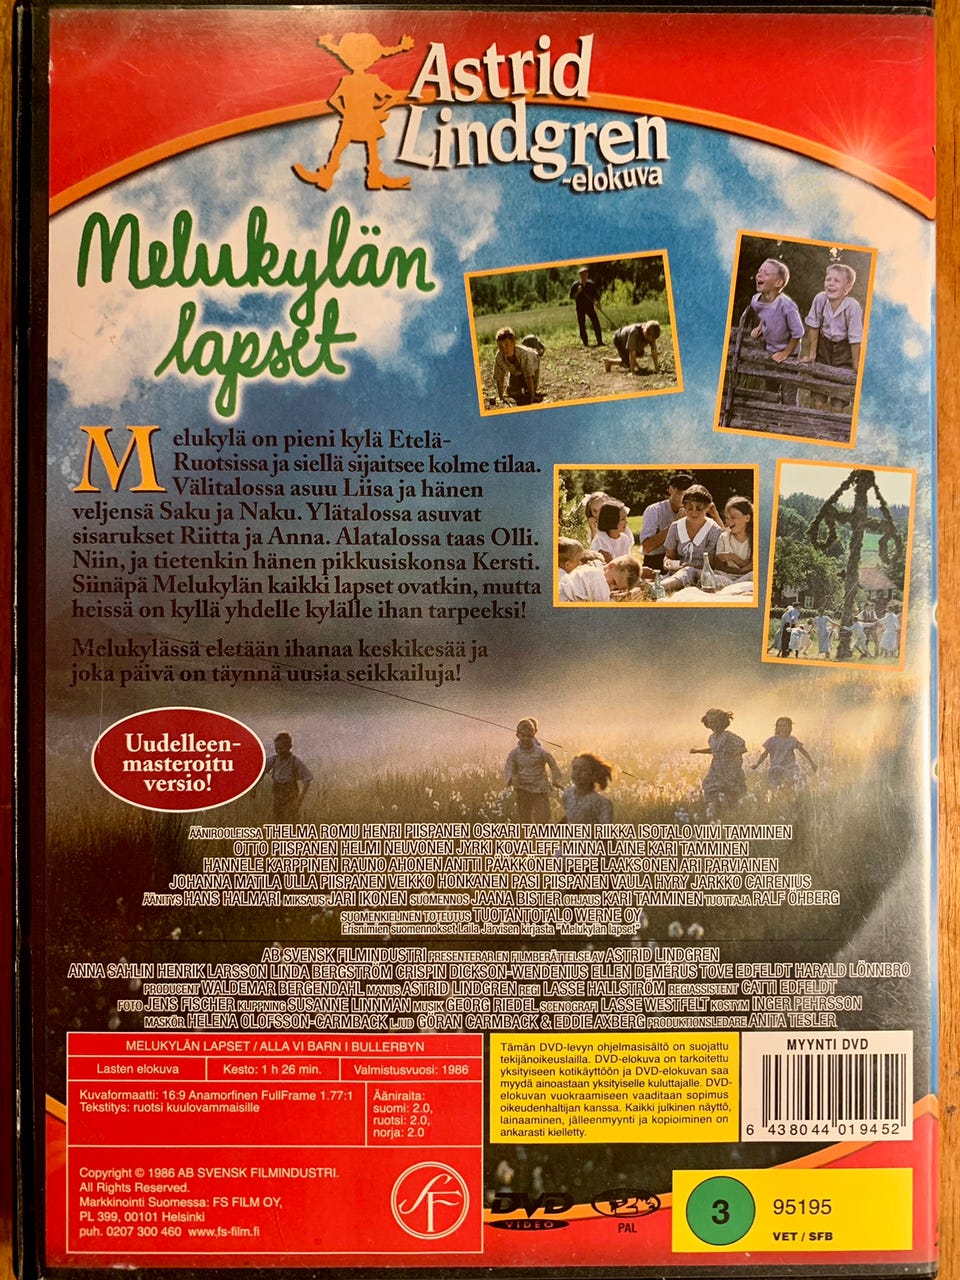 Astrid
Lindgren
-elokuva
Melukylän
lapset
Melukylä on pieni kylä Etelä-
Ruotsissa ja siellä sijaitsee kolme tilaa.
Välitalossa asuu Liisa ja hänen
veljensä Saku ja Naku. Ylätalossa asuvat
sisarukset Riitta ja Anna. Alatalossa taas Olli.
Niin, ja tietenkin hänen pikkusiskonsa Kersti.
Siinäpä Melukylän kaikki lapset ovatkin, mutta
heissä on kyllä yhdelle kylälle ihan tarpeeksi!
Melukylässä eletään ihanaa keskikesää ja
joka päivä on täynnä uusia seikkailuja!
Uudelleen-
masteroitu
versio!
ÄÄNIROOLEISSA THELMA ROMU HENRI PIISPANEN OSKARI TAMMINEN RIIKKA ISOTALO VIIVI TAMMINEN
OTTO PIISPANEN HELMI NEUVONEN JYRKI KOVALEFF MINNA LAINE KARI TAMMINEN
HANNELE KARPPINEN RAUNO AHONEN ANTTI PÄÄKKÖNEN PEPE LAAKSONEN ARI PARVIAINEN
JOHANNA MATILA ULLA PIISPANEN VEIKKO HONKANEN PASI PIISPANEN VAULA HYRY JARKKO CAIRENIUS
ÄÄNITYS HANS HALMARI MIKSAUS JARI IKONEN SUOMENNOS JAANA BISTER OHJAUS KARI TAMMINEN TUOTTAJA RALF ÖHBERG
SUOMENKIELINEN TOTEUTUS TUOTANTOTALO WERNE OY
Erisnimien suomennokset Laila Järvisen kirjasta "Melukylän lapset"
AB SVENSK FILMINDUSTRI PRESENTERAR EN FILMBERÄTTELSE AV ASTRID LINDGREN
ANNA SAHLIN HENRIK LARSSON LINDA BERGSTRÖM CRISPIN DICKSON-WENDENIUS ELLEN DEMÉRUS TOVE EDFELDT HARALD LÖNNBRO
PRODUCENT WALDEMAR BERGENDAHL MANUS ASTRID LINDGREN REGI LASSE HALLSTRÖM REGIASSISTENT CATTI EDFELDT
FOTO JENS FISCHER KLIPPNING SUSANNE LINNMAN MUSIK GEORG RIEDEL SCENOGRAFI LASSE WESTFELT KOSTYM INGER PEHRSSON
MASKÖR HELENA OLOFSSON-CARMBACK LJUD GÖRAN CARMBACK & EDDIE AXBERG PRODUKTIONSLEDARE ANITA TESLER
MELUKYLÄN LAPSET / ALLA VI BARN I BULLERBYN
Lasten elokuva Kesto: 1 h 26 min. Valmistusvuosi: 1986
Kuvaformaatti: 16:9 Anamorfinen FullFrame 1.77:1
Tekstitys: ruotsi kuulovammaisille
Ääniraita:
suomi: 2.0,
ruotsi: 2.0,
norja: 2.0
Copyright © 1986 AB SVENSK FILMINDUSTRI.
All Rights Reserved.
Markkinointi Suomessa: FS FILM OY,
PL 399, 00101 Helsinki
puh. 0207 300 460 www.fs-film.fi
SF
Tämän DVD-levyn ohjelmasisältö on suojattu
tekijänoikeuslailla. DVD-elokuva on tarkoitettu
yksityiseen kotikäyttöön ja DVD-elokuvan saa
myydä ainoastaan yksityiselle kuluttajalle. DVD-
elokuvan vuokraamiseen vaaditaan sopimus
oikeudenhaltijan kanssa. Kaikki julkinen näyttö,
lainaaminen, jälleenmyynti ja kopioiminen on
ankarasti kielletty.
MYYNTI DVD
6 438044 019452
DVD
VIDEO
2
PAL
3
95195
VET / SFB